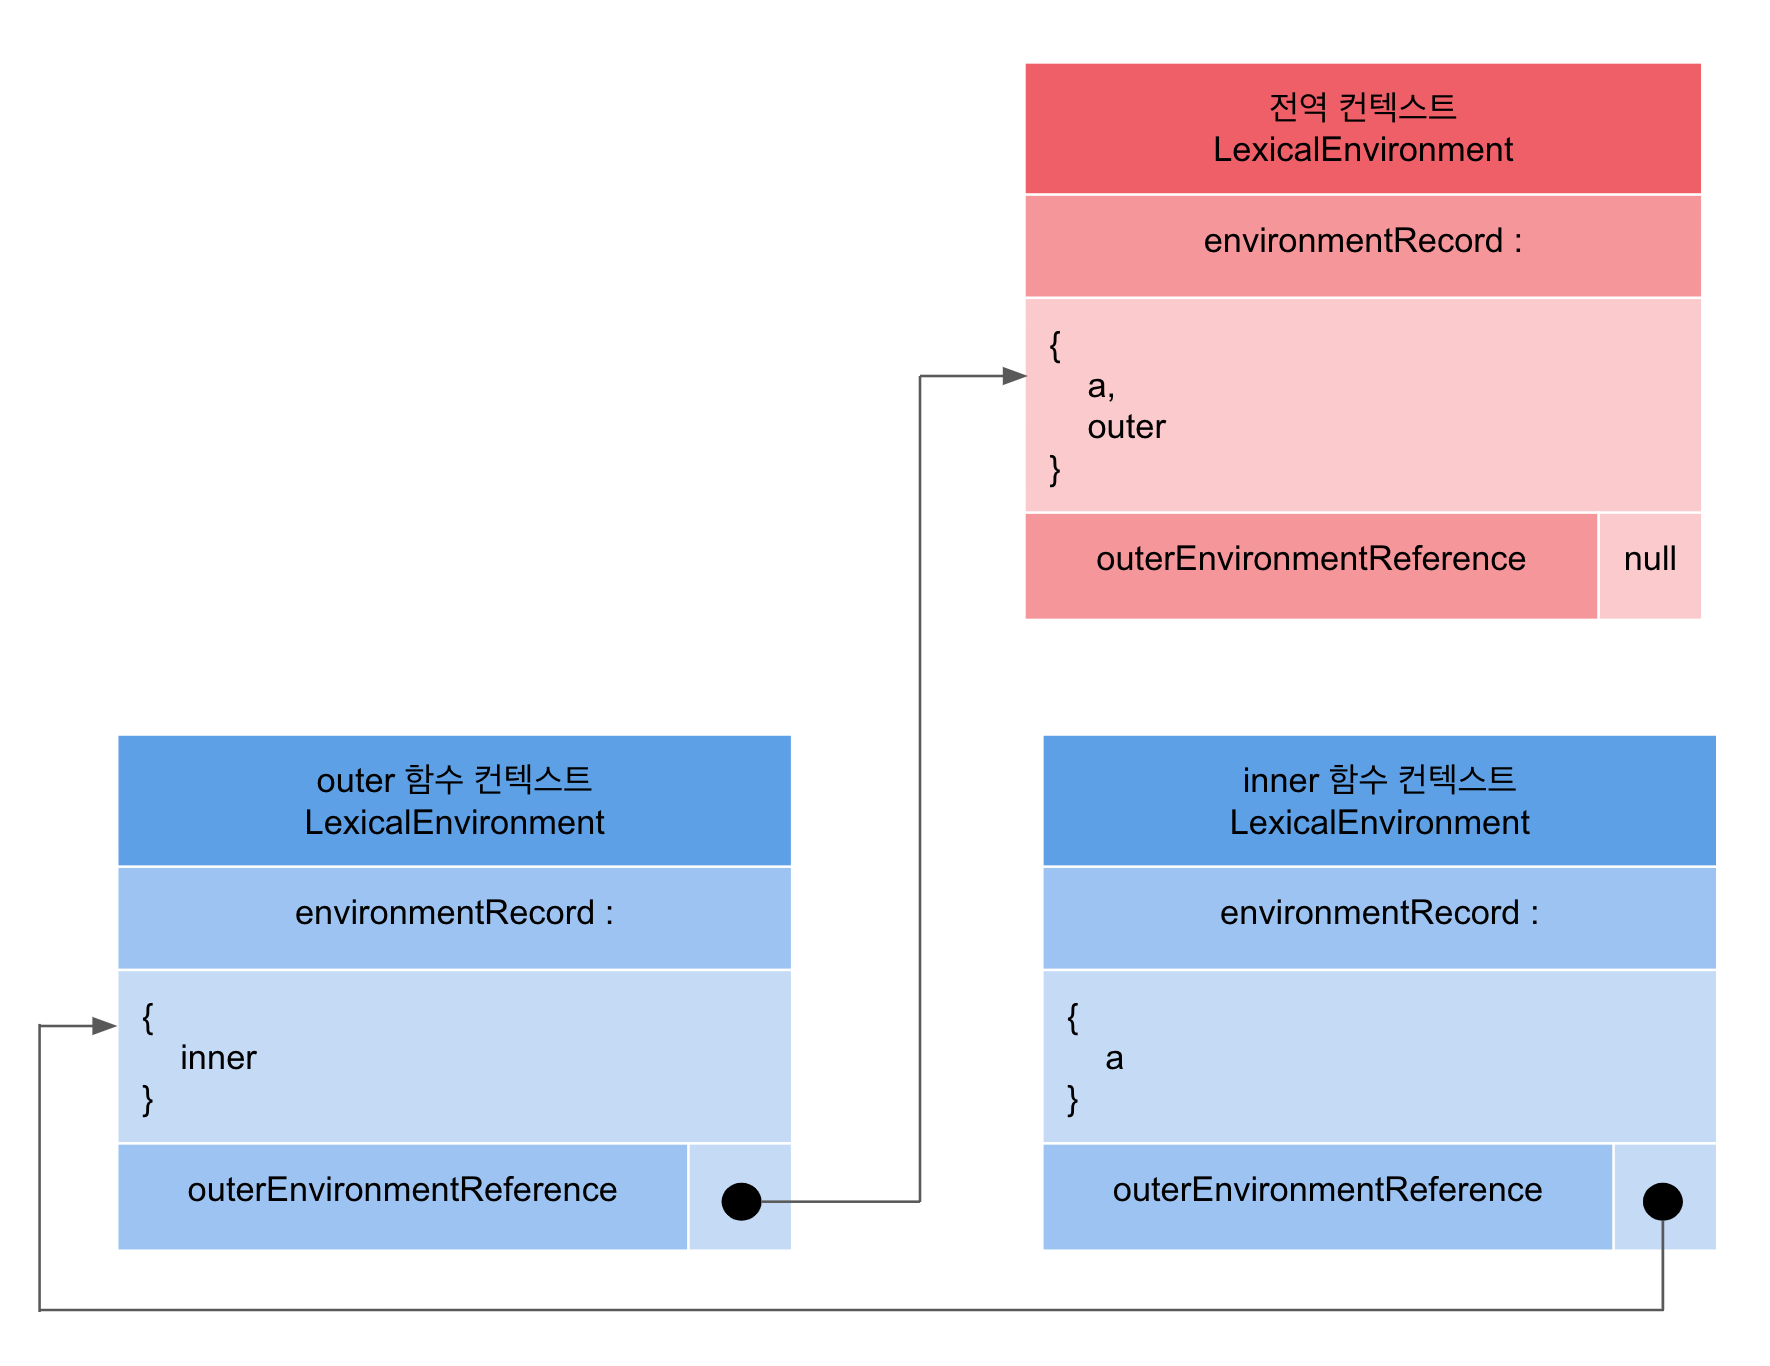 전역 컨텍스트
LexicalEnvironment
environmentRecord :
{
a,
outer
}
outerEnvironmentReference
null
outer 함수 컨텍스트
LexicalEnvironment
environmentRecord :
{
inner
}
outerEnvironmentReference
inner 함수 컨텍스트
LexicalEnvironment
environmentRecord :
{
a
}
outerEnvironmentReference